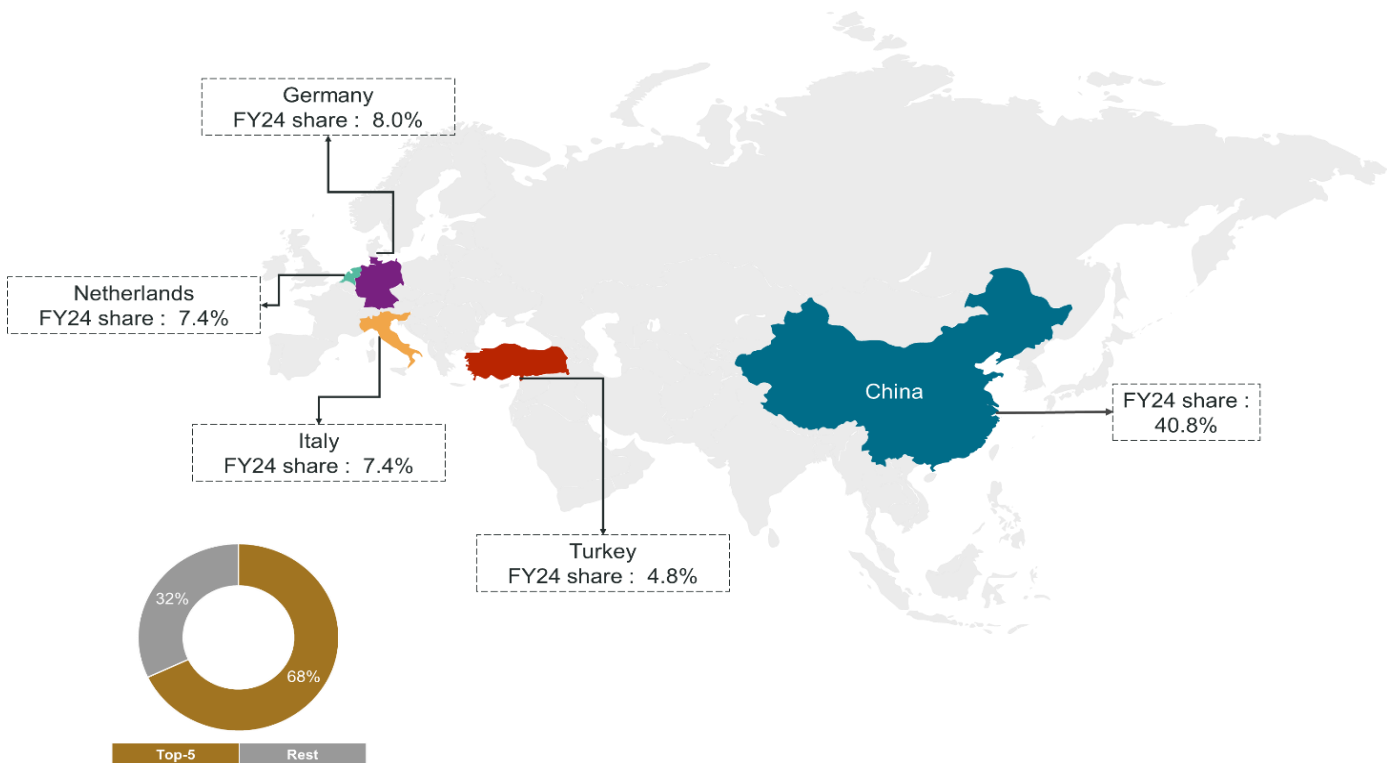 Germany
FY24 share : 8.0%
Netherlands
FY24 share : 7.4%
China
FY24 share :
40.8%
Italy
FY24 share : 7.4%
Turkey
FY24 share : 4.8%
32%
68%
Top-5
Rest